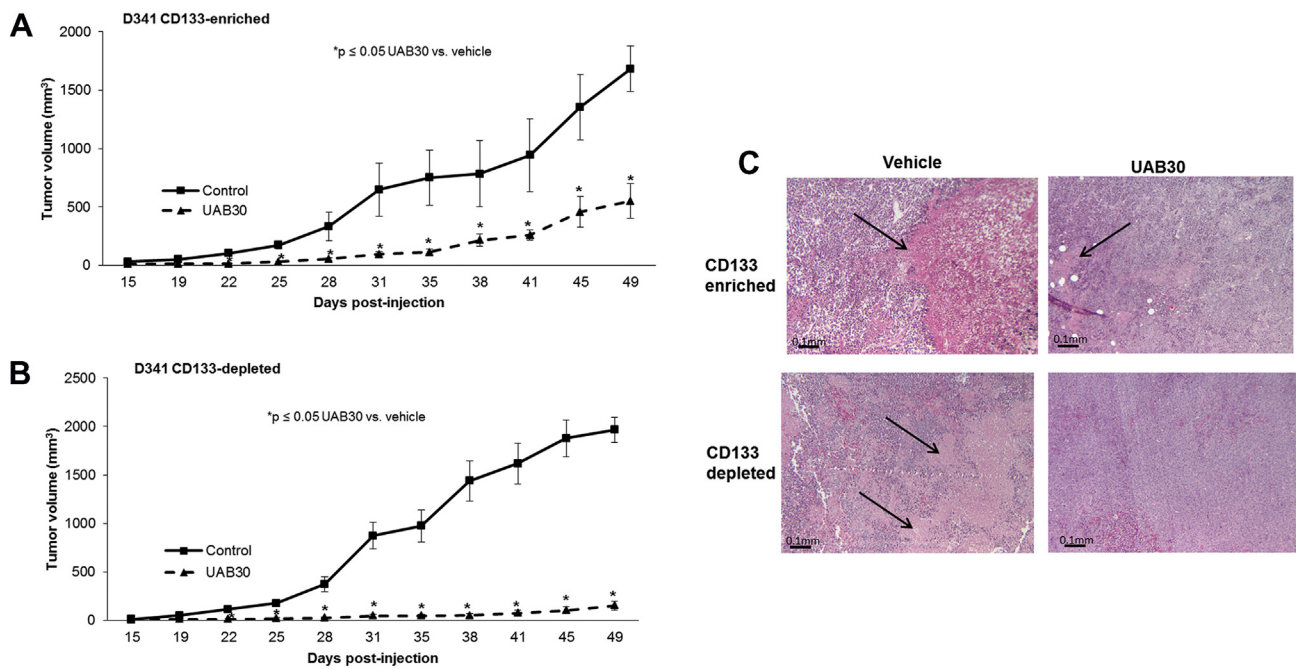 A
D341 CD133-enriched
*p ≤ 0.05 UAB30 vs. vehicle
Tumor volume (mm³)
2000
1500
1000
500
0
Control
UAB30
* * * * * * * * * *
15 19 22 25 28 31 35 38 41 45 49
Days post-injection
B
D341 CD133-depleted
*p ≤ 0.05 UAB30 vs. vehicle
Tumor volume (mm³)
2500
2000
1500
1000
500
0
Control
UAB30
* * * * * * * * *
15 19 22 25 28 31 35 38 41 45 49
Days post-injection
C
Vehicle UAB30
CD133
enriched
0.1mm 0.1mm
CD133
depleted
0.1mm 0.1mm